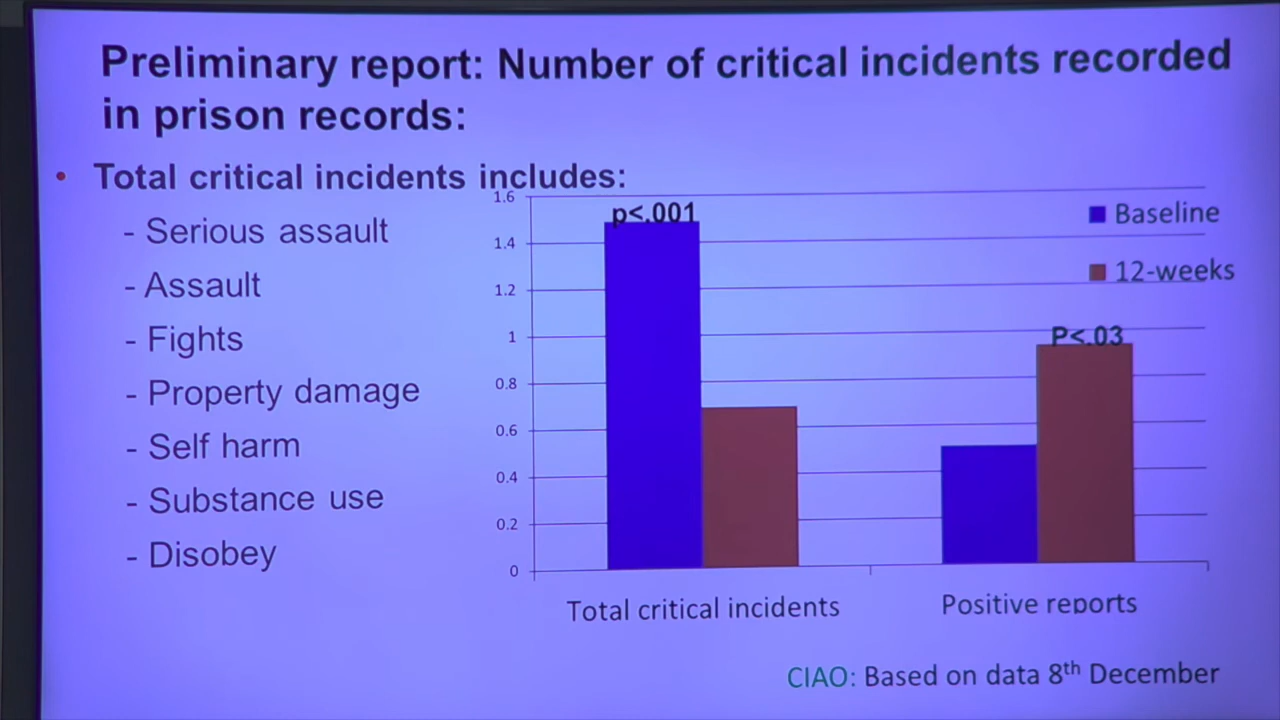 Preliminary report: Number of critical incidents recorded
in prison records:
• Total critical incidents includes:
- Serious assault
- Assault
- Fights
- Property damage
- Self harm
- Substance use
- Disobey
1.6
1.4
1.2
1
0.8
0.6
0.4
0.2
0
p<.001
P<.03
Baseline
12-weeks
Total critical incidents
Positive reports
CIAO: Based on data 8th December